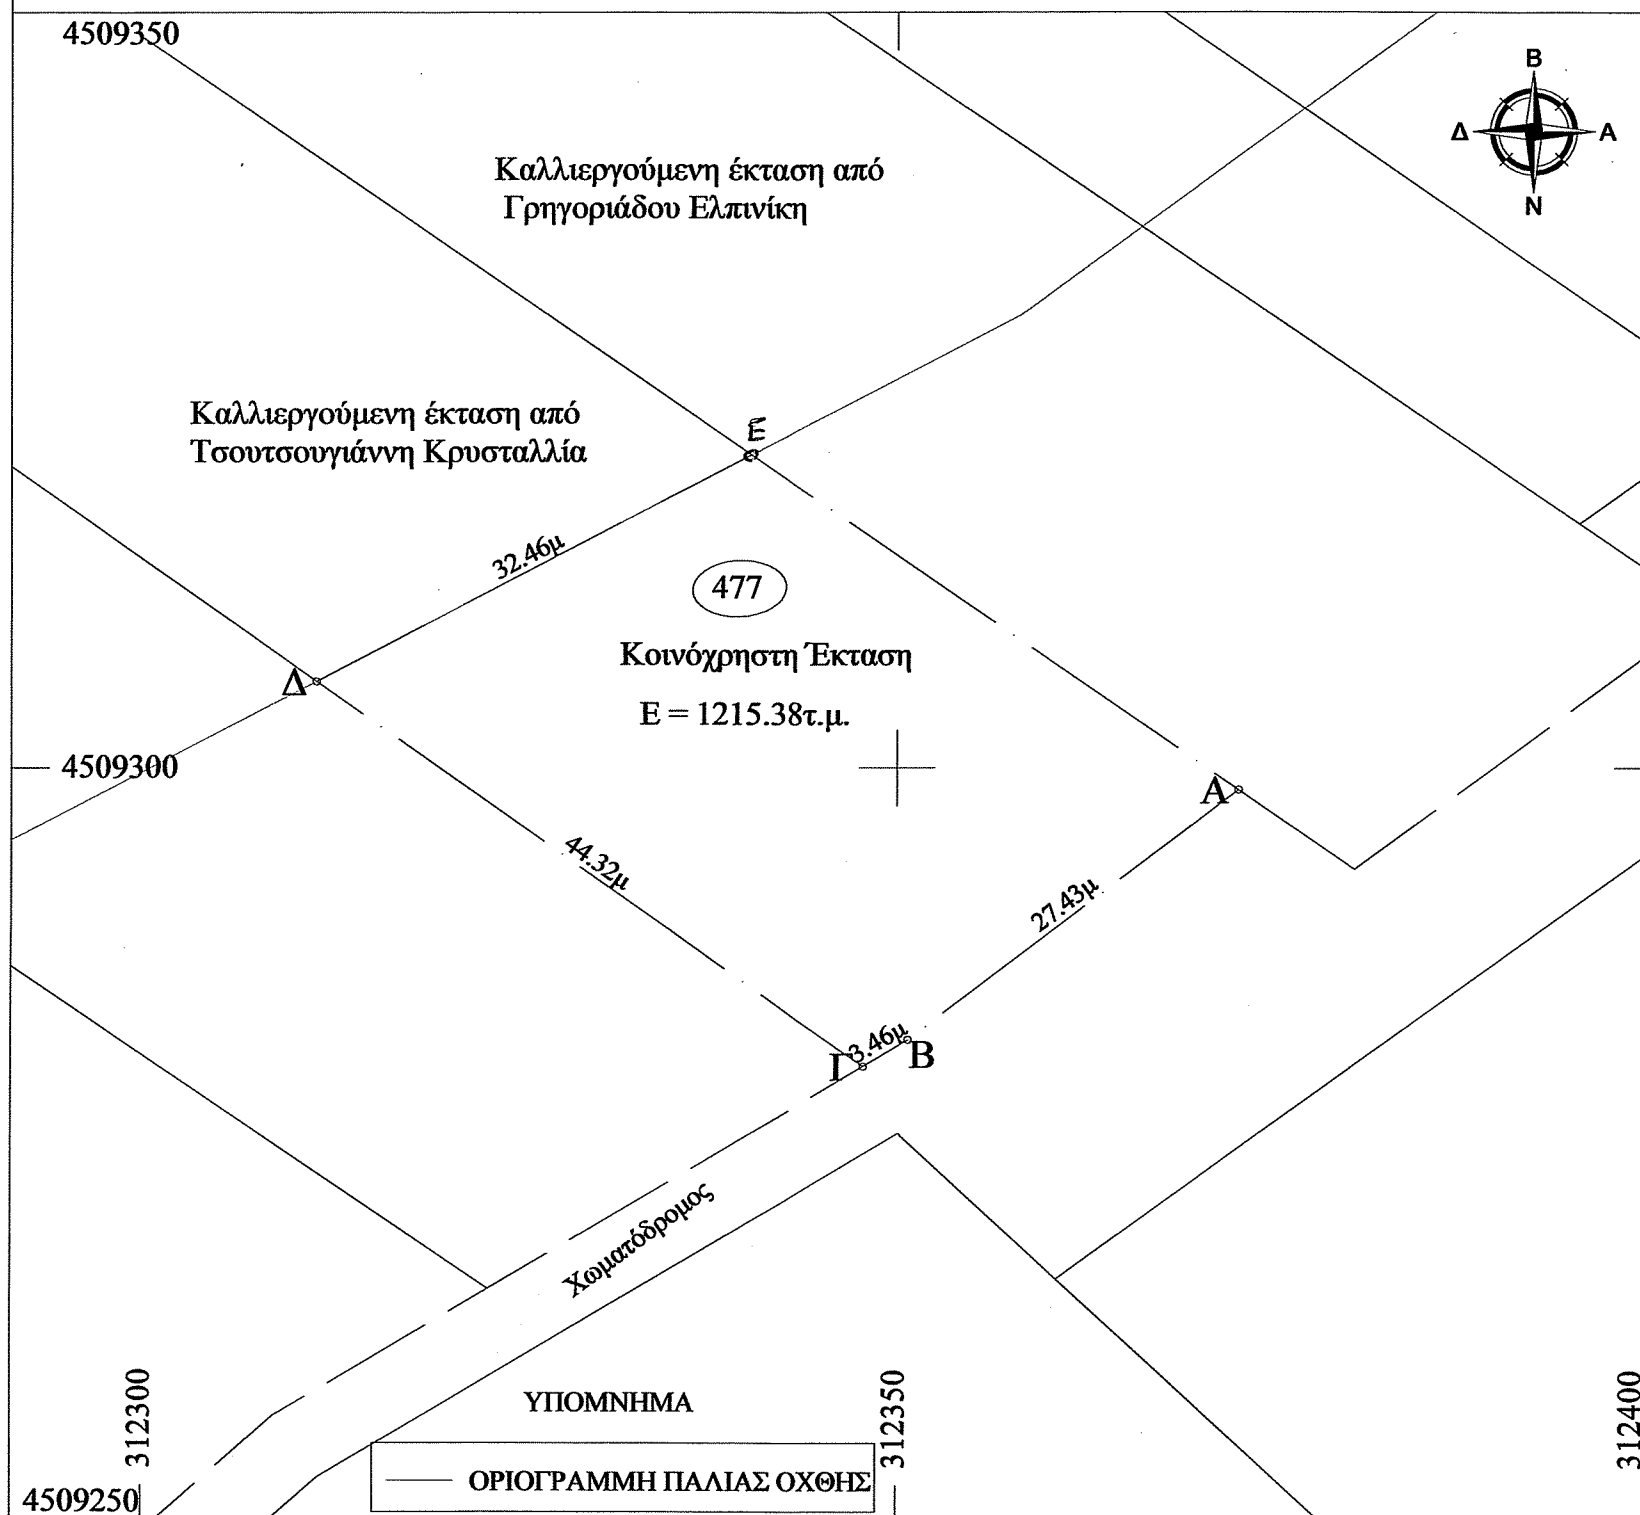 4509350
Β
Δ
Α
Ν
Καλλιεργούμενη έκταση από
Γρηγοριάδου Ελπινίκη
Καλλιεργούμενη έκταση από
Τσουτσουγιάννη Κρυσταλλία
Ε
32.46μ
477
Κοινόχρηστη Έκταση
Ε = 1215.38τ.μ.
Δ
4509300
Α
44.32μ
27.43μ
3.46μ
Γ
Β
Χωματόδρομος
312300
312350
312400
ΥΠΟΜΝΗΜΑ
ΟΡΙΟΓΡΑΜΜΗ ΠΑΛΙΑΣ ΟΧΘΗΣ
4509250